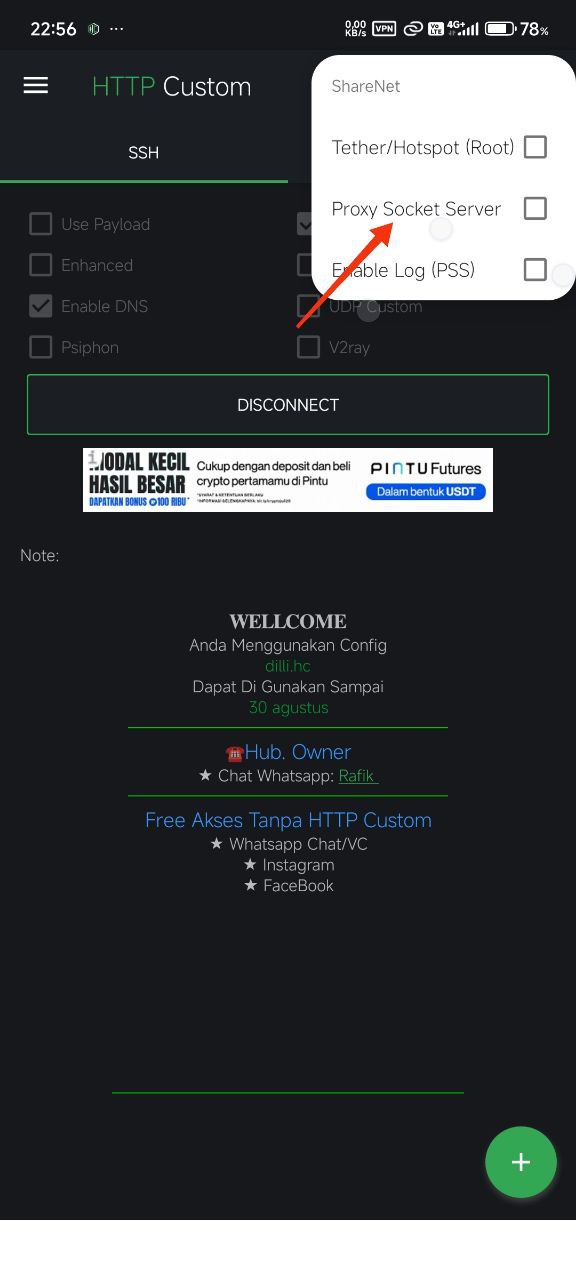 22:56 ... 0,00 KB/s VPN Vo LTE 4G+ 78%
HTTP Custom
ShareNet
SSH
Tether/Hotspot (Root)
Proxy Socket Server
Enable Log (PSS)
Use Payload
Enhanced
Enable DNS
UDP Custom
Psiphon
V2ray
DISCONNECT
MODAL KECIL
HASIL BESAR
Cukup dengan deposit dan beli
crypto pertamamu di Pintu
PINTU Futures
Dalam bentuk USDT
Note:
WELLCOME
Anda Menggunakan Config
dilli.hc
Dapat Di Gunakan Sampai
30 agustus
☎️Hub. Owner
★ Chat Whatsapp: Rafik
Free Akses Tanpa HTTP Custom
★ Whatsapp Chat/VC
★ Instagram
★ FaceBook
+